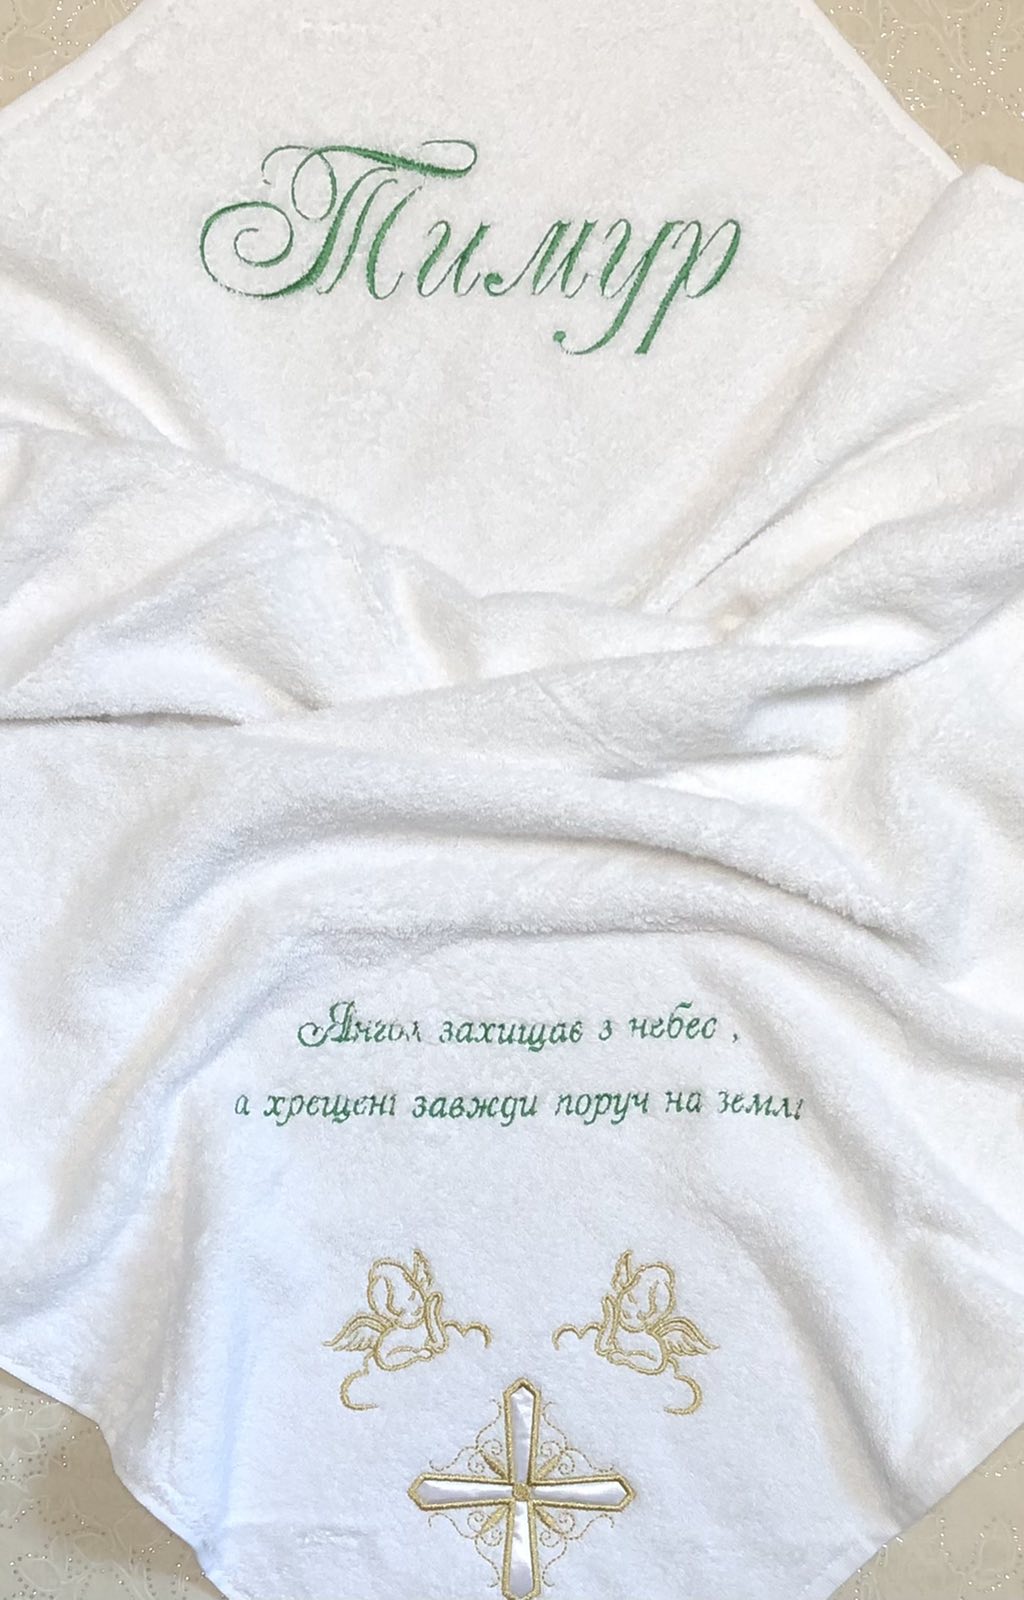 Тимур
Янгол захищає з небес ,
а хрещені завжди поруч на землі